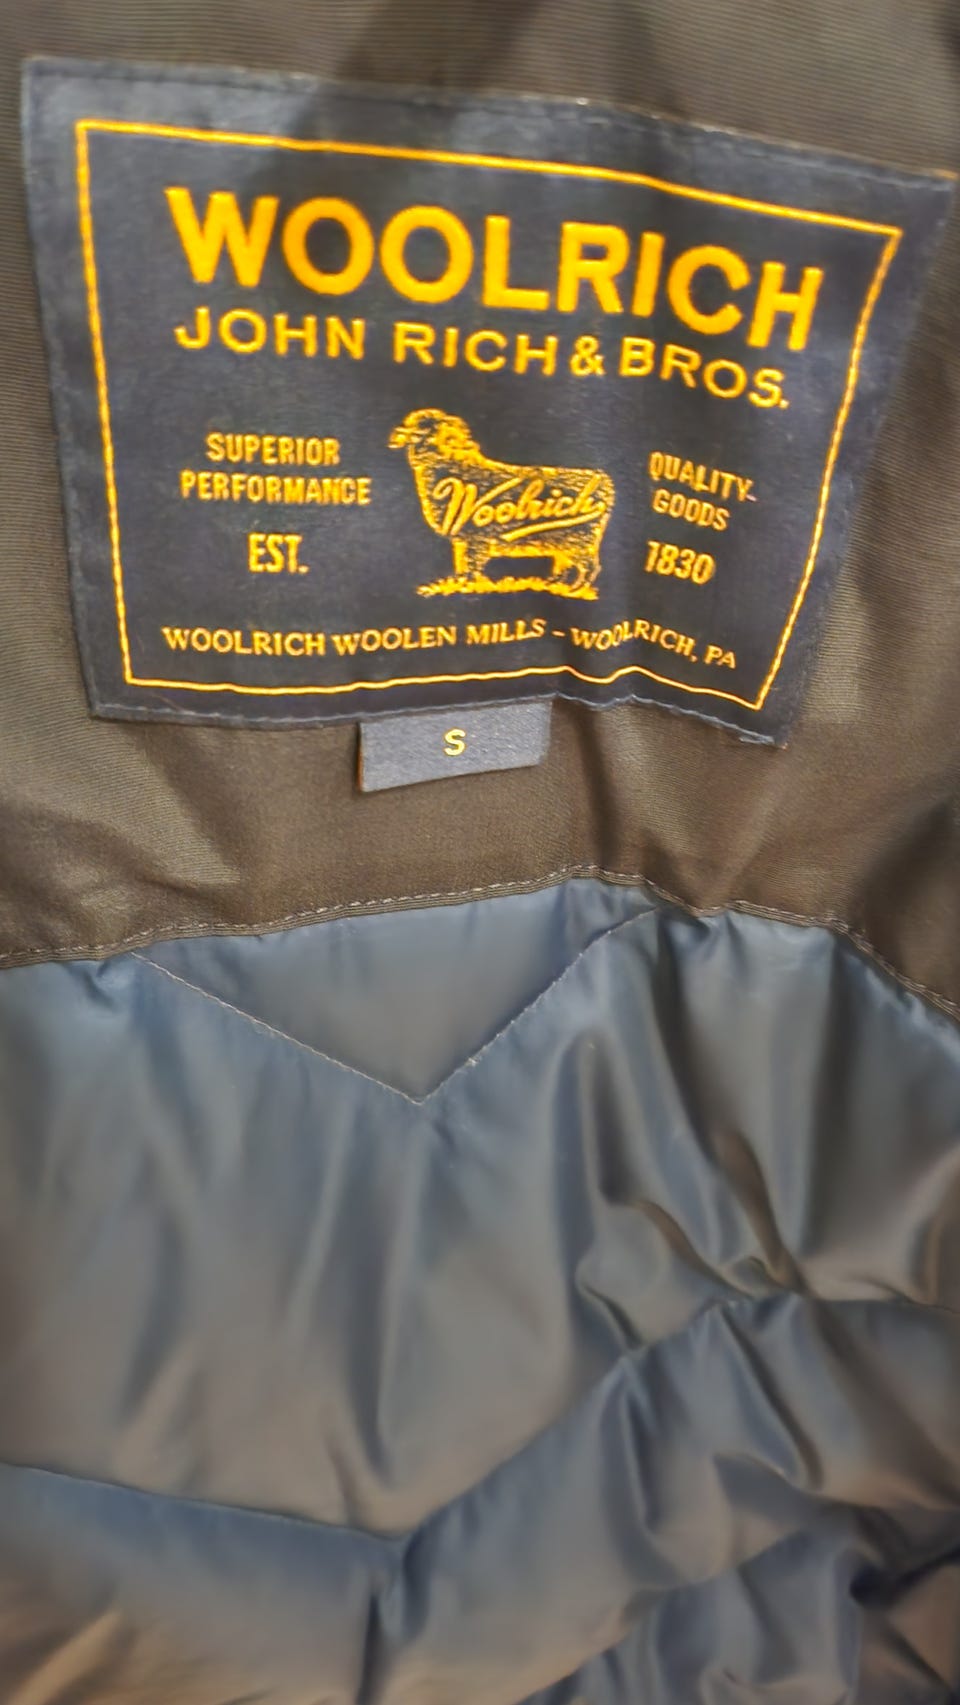 WOOLRICH
JOHN RICH & BROS.
SUPERIOR
PERFORMANCE
EST.
Woolrich
QUALITY
GOODS
1830
WOOLRICH WOOLEN MILLS - WOOLRICH, PA
S